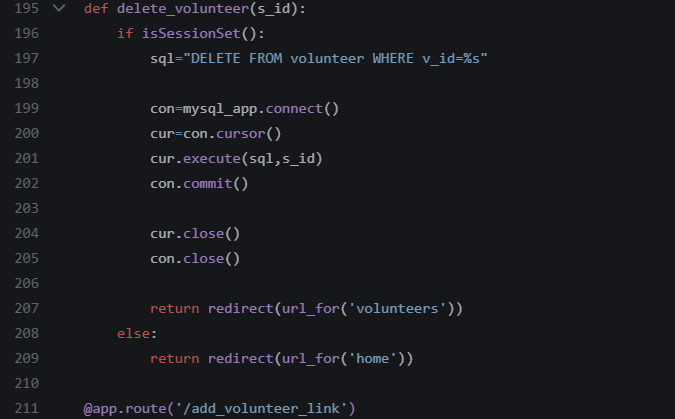 195 def delete_volunteer(s_id):
196 if isSessionSet():
197 sql="DELETE FROM volunteer WHERE v_id=%s"
198
199 con=mysql_app.connect()
200 cur=con.cursor()
201 cur.execute(sql,s_id)
202 con.commit()
203
204 cur.close()
205 con.close()
206
207 return redirect(url_for('volunteers'))
208 else:
209 return redirect(url_for('home'))
210
211 @app.route('/add_volunteer_link')